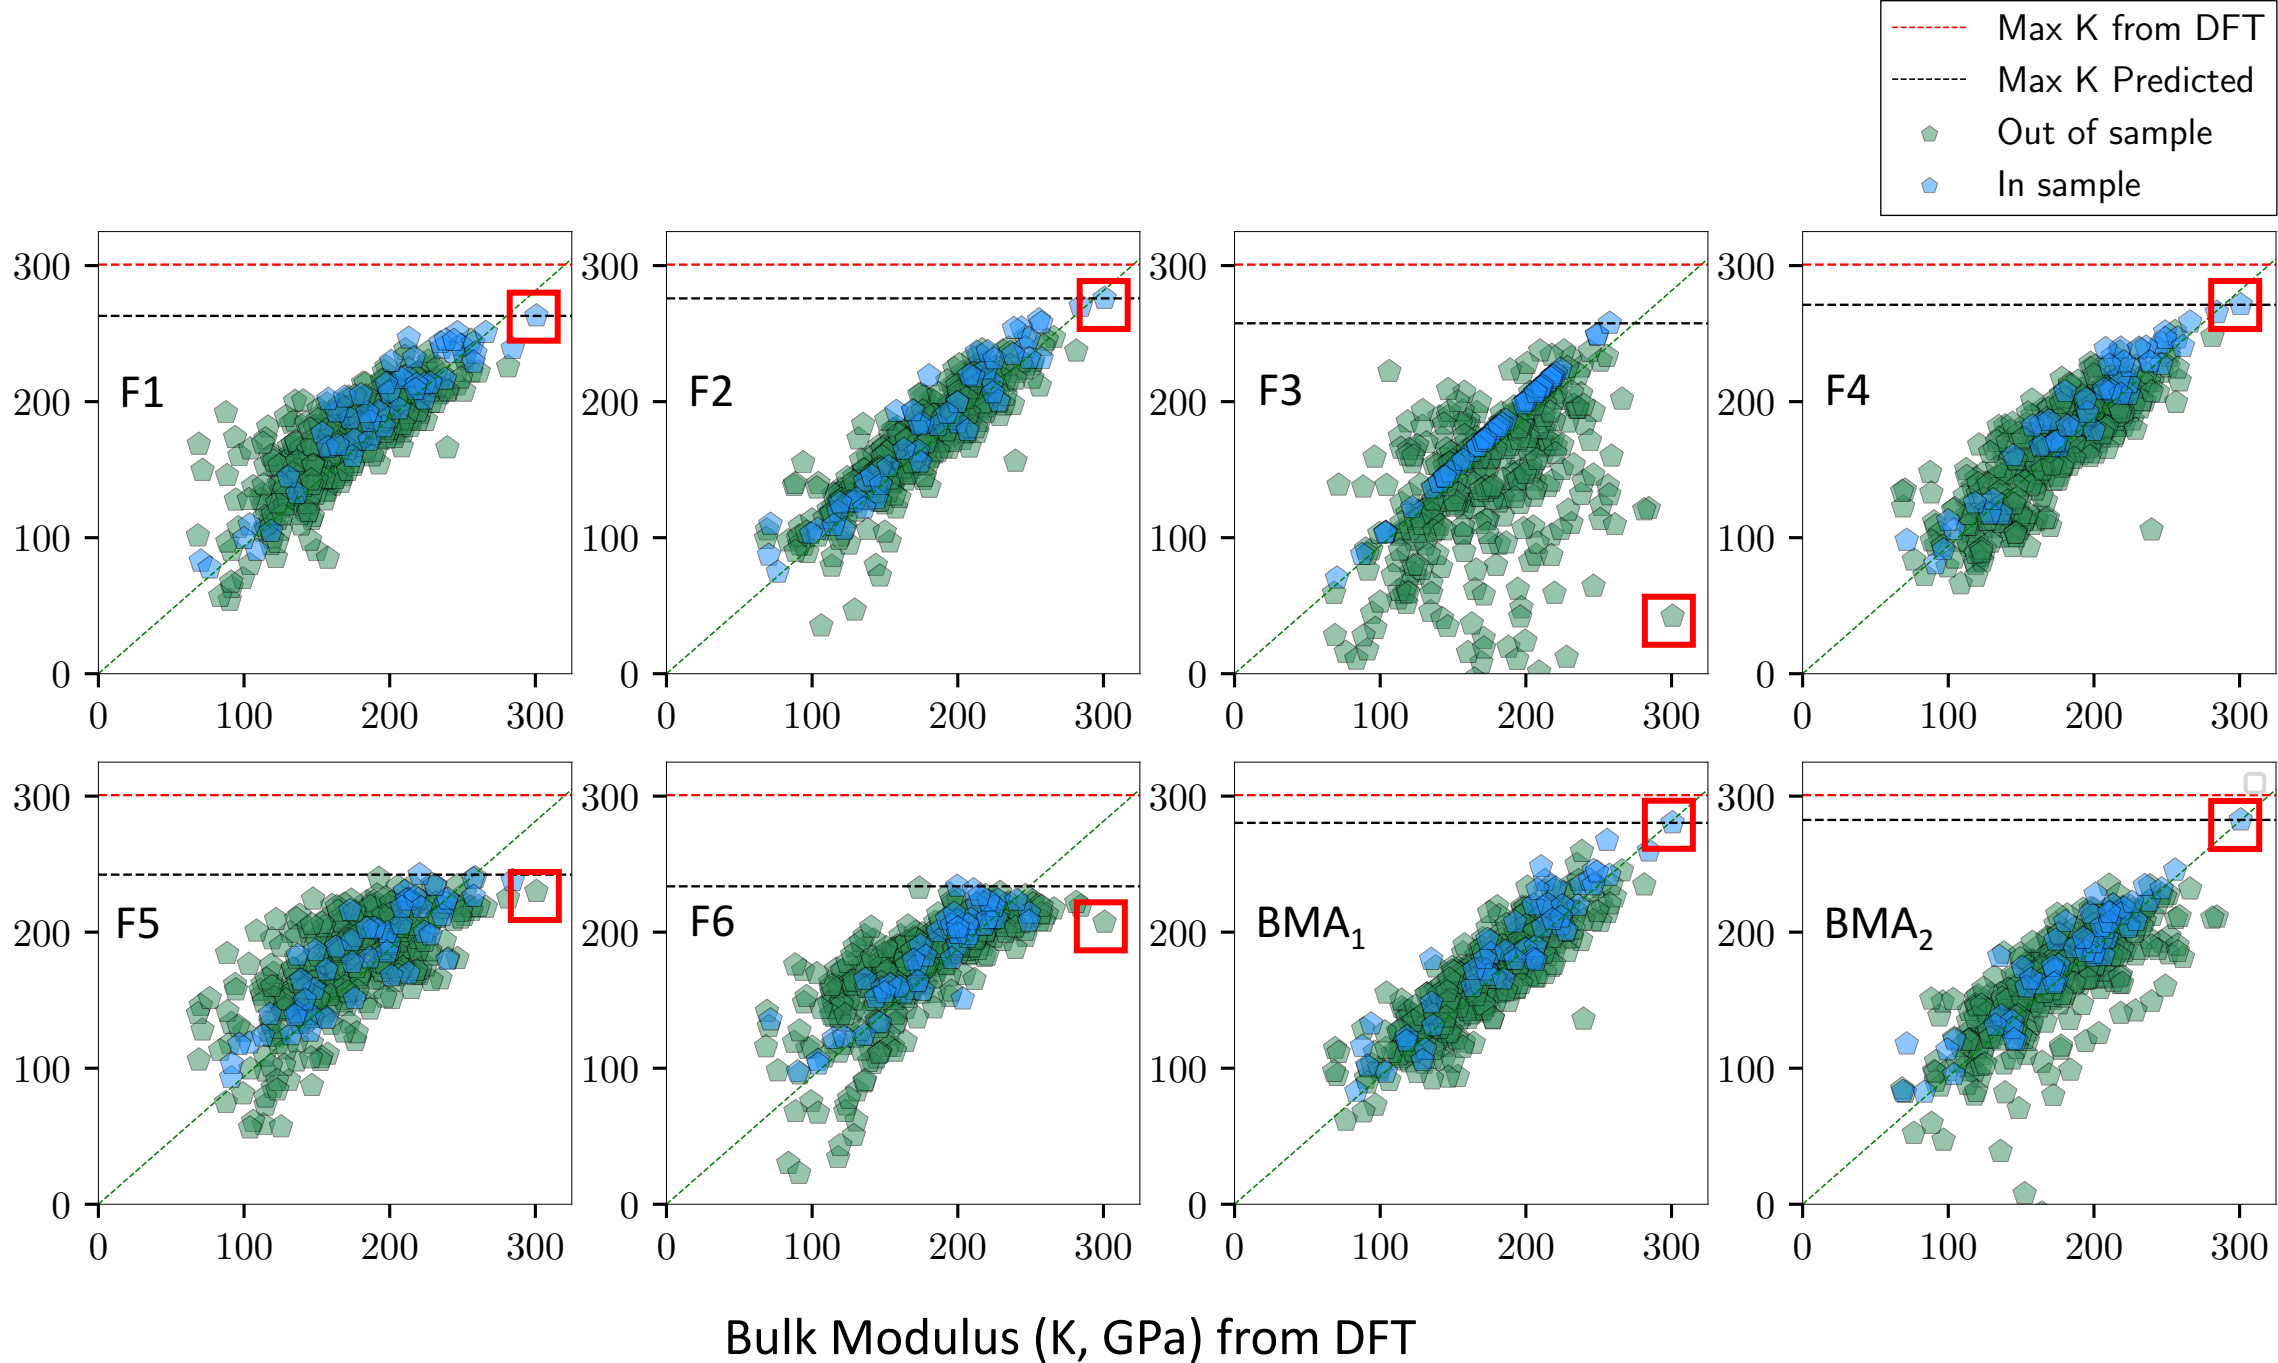 Max K from DFT
Max K Predicted
Out of sample
In sample
300 300 300 300
200 200 200 200
F1 F2 F3 F4
100 100 100 100
0 0 0 0
0 100 200 300 0 100 200 300 0 100 200 300 0 100 200 300
300 300 300 300
200 200 200 200
F5 F6 BMA1 BMA2
100 100 100 100
0 0 0 0
0 100 200 300 0 100 200 300 0 100 200 300 0 100 200 300
Bulk Modulus (K, GPa) from DFT